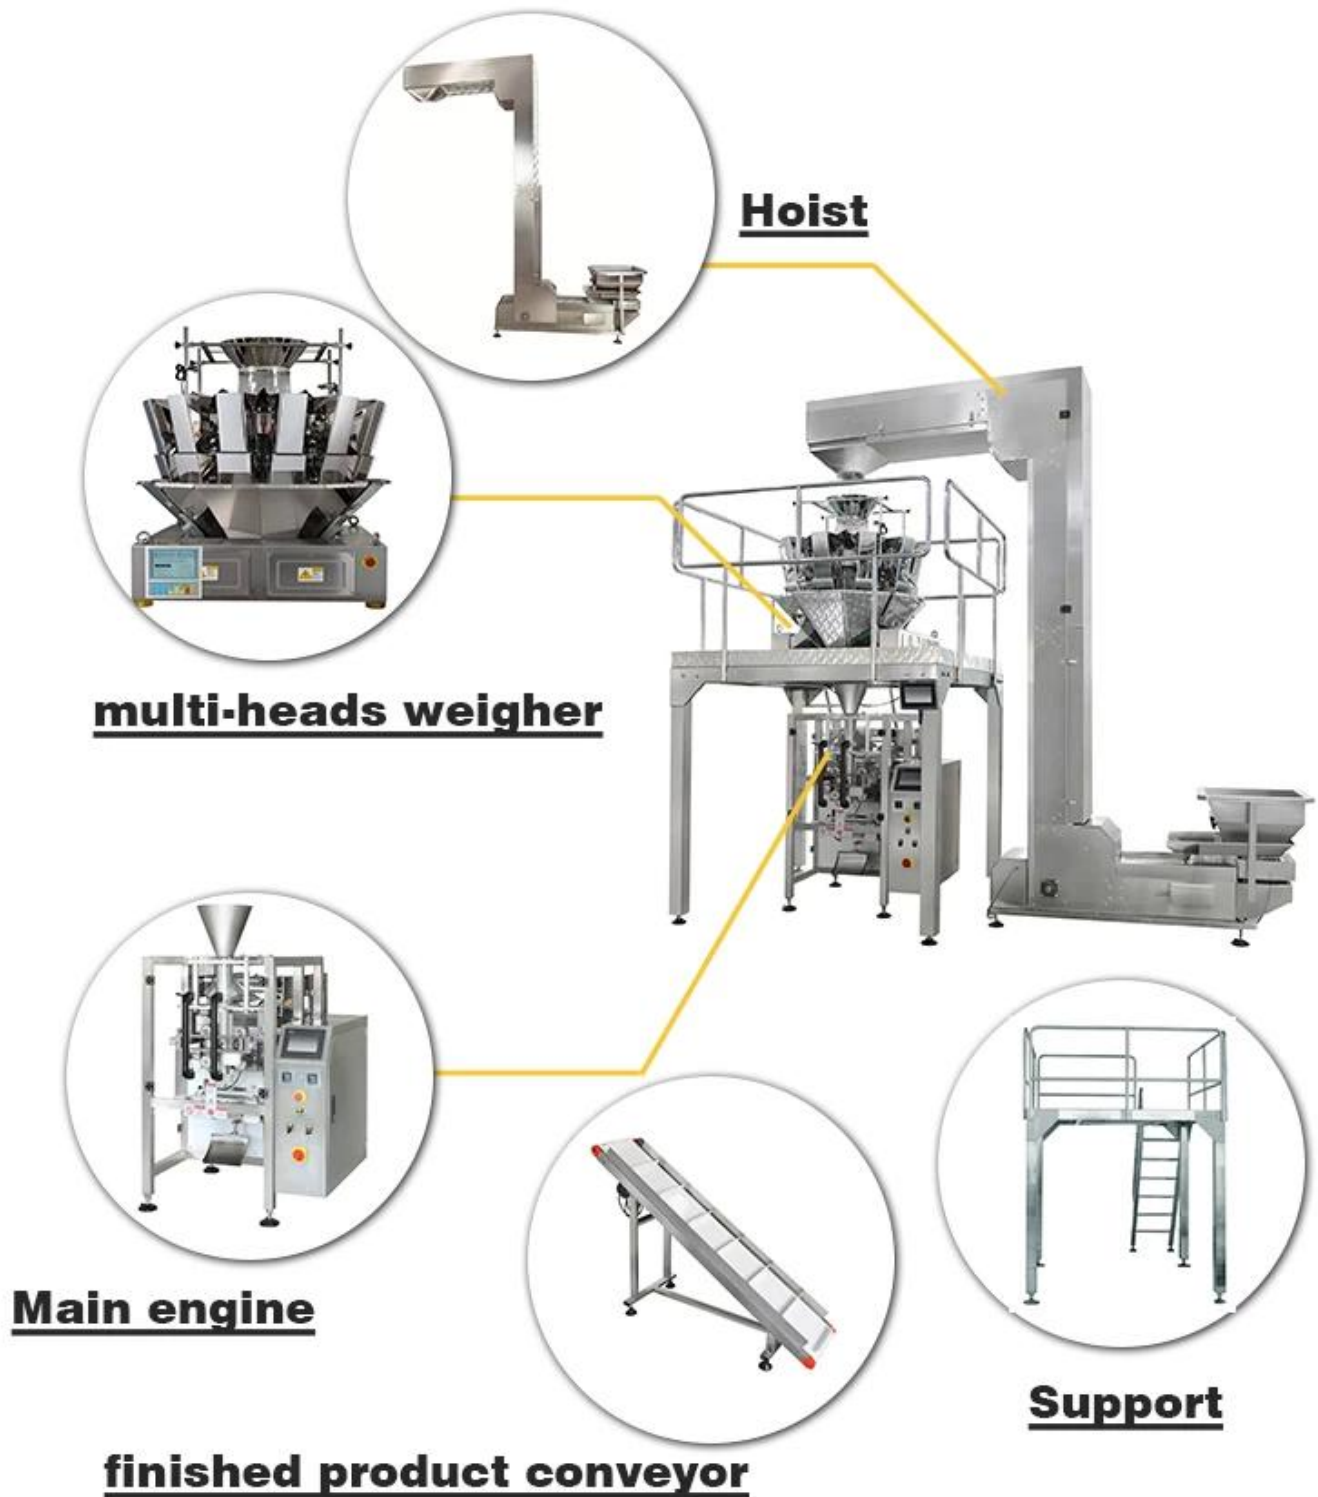 Hoist
multi-heads weigher
Main engine
Support
finished product conveyor